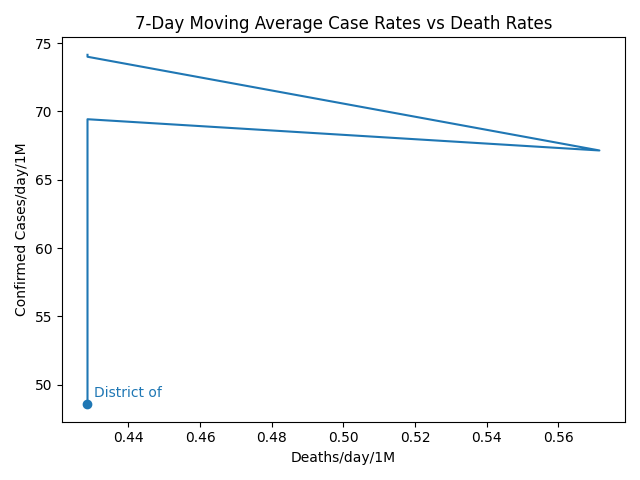 7-Day Moving Average Case Rates vs Death Rates
75
70
65
60
55
50
Confirmed Cases/day/1M
District of
0.44 0.46 0.48 0.50 0.52 0.54 0.56
Deaths/day/1M